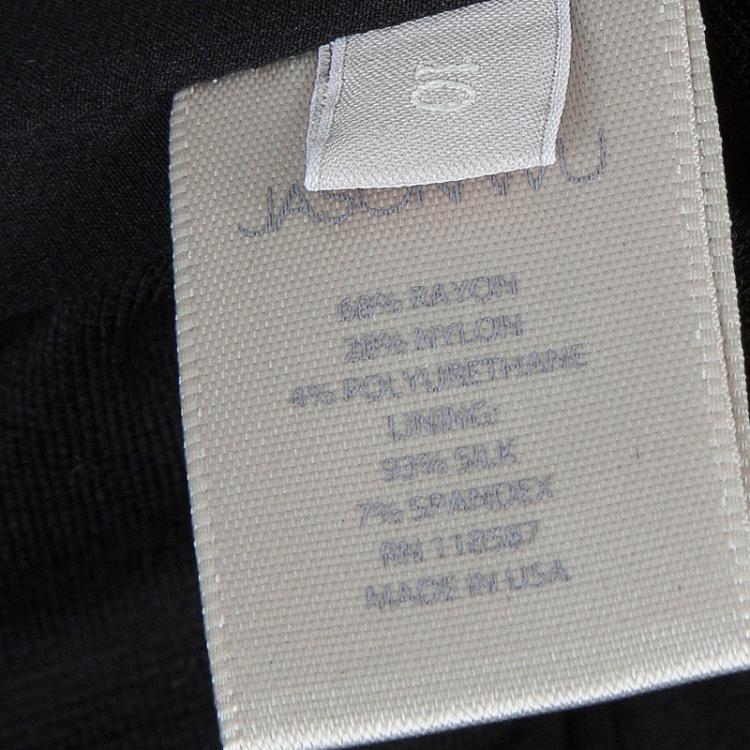 10
JASON WU
68% RAYON
28% NYLON
4% POLYURETHANE
LINING:
93% SILK
7% SPANDEX
RN 118587
MADE IN USA